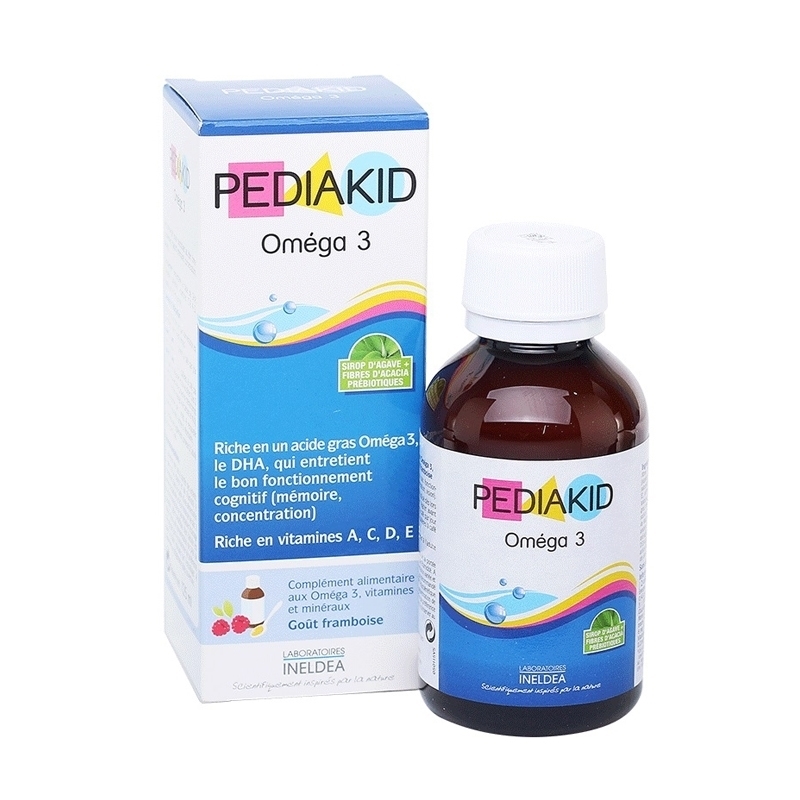 PEDIAKID
Oméga 3
PEDIAKID
Oméga 3
SIROP D'AGAVE +
FIBRES D'ACACIA
PRÉBIOTIQUES
Riche en un acide gras Oméga 3,
le DHA, qui entretient
le bon fonctionnement
cognitif (mémoire,
concentration)
Riche en vitamines A, C, D, E
Complément alimentaire
aux Oméga 3, vitamines
et minéraux
Goût framboise
LABORATOIRES
INELDEA
Scientifiquement inspirés par la nature
PEDIAKID
Oméga 3
SIROP D'AGAVE +
FIBRES D'ACACIA
PRÉBIOTIQUES
LABORATOIRES
INELDEA
Scientifiquement inspirés par la nature